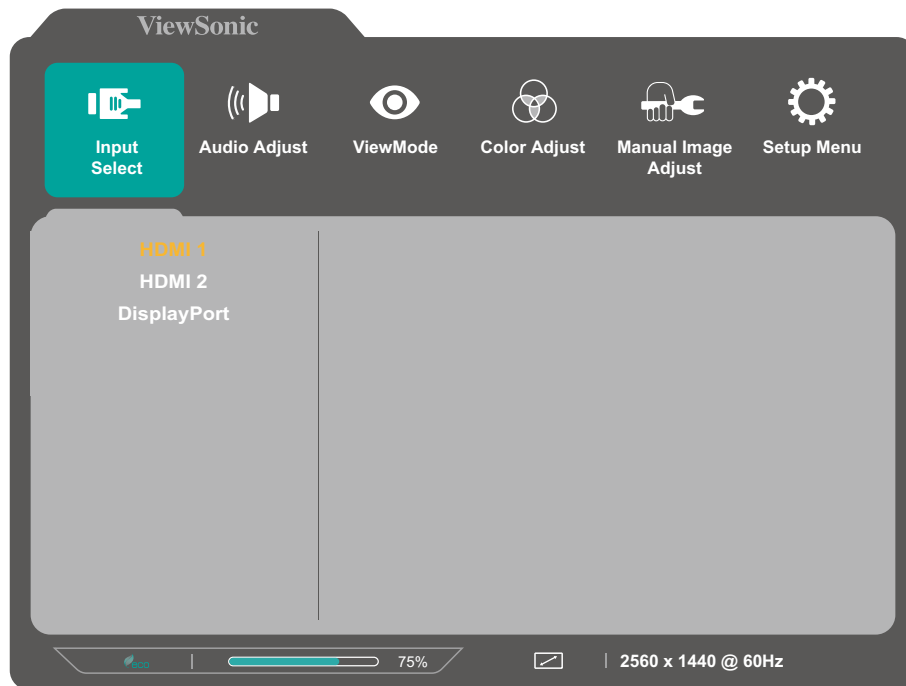 ViewSonic
Input
Select
Audio Adjust
ViewMode
Color Adjust
Manual Image
Adjust
Setup Menu
HDMI 1
HDMI 2
DisplayPort
eco
75%
2560 x 1440 @ 60Hz